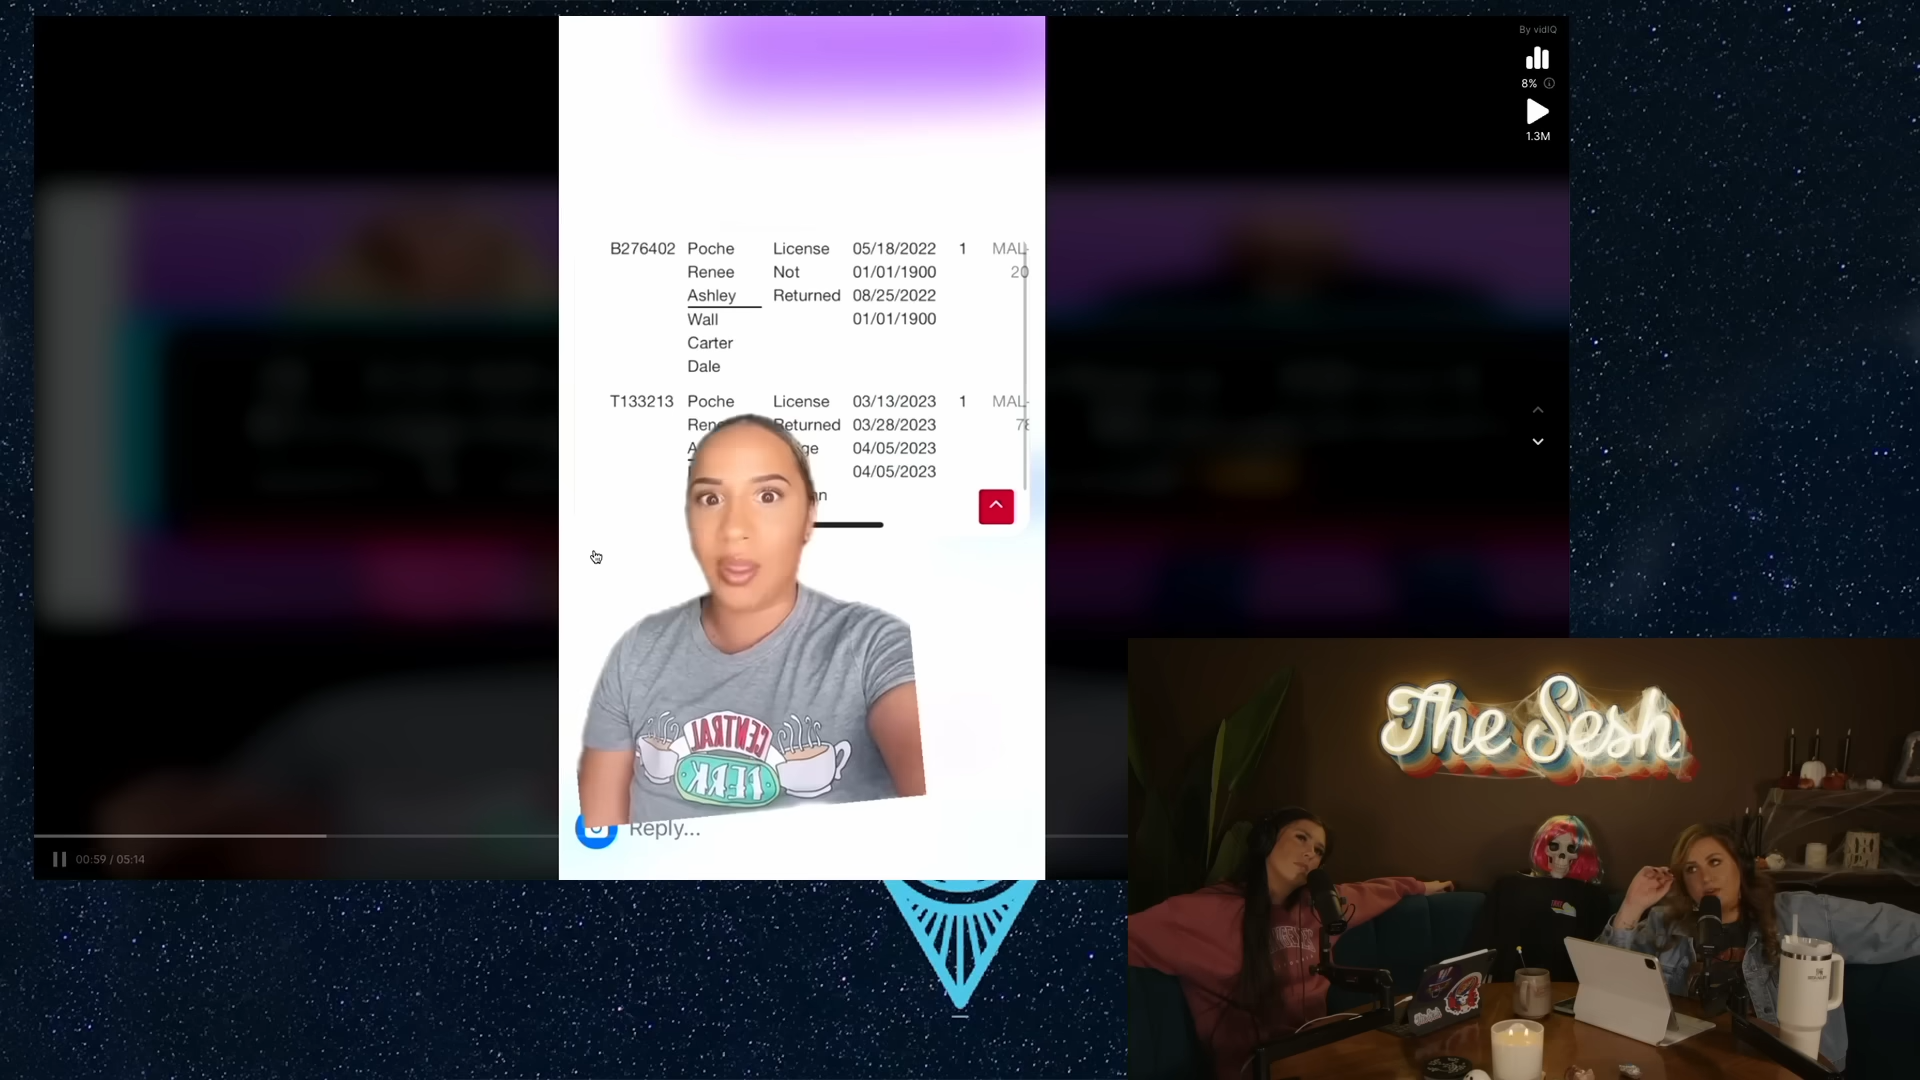 By vidIQ
8%
1.3M
B276402 Poche License 05/18/2022 1 MAL-
Renee Not 01/01/1900 20
Ashley Returned 08/25/2022
Wall 01/01/1900
Carter
Dale
T133213 Poche License 03/13/2023 1 MAL-
Returned 03/28/2023
04/05/2023
04/05/2023
CENTRAL
PERK
Reply...
00:59 / 05:14
The Sesh